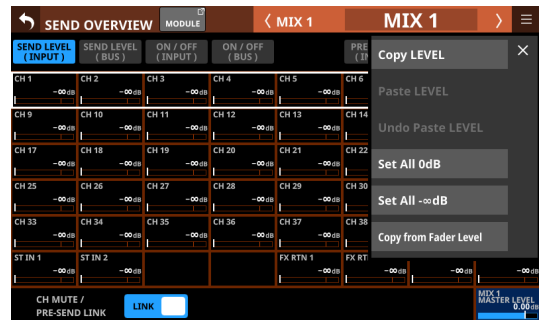 SEND OVERVIEW MODULE < MIX 1 MIX 1 >
SEND LEVEL (INPUT) SEND LEVEL (BUS) ON / OFF (INPUT) ON / OFF (BUS)
Copy LEVEL
Paste LEVEL
Undo Paste LEVEL
Set All 0dB
Set All -∞dB
Copy from Fader Level
CH 1 CH 2 CH 3 CH 4 CH 5 CH 6
-∞dB -∞dB -∞dB -∞dB -∞dB
CH 9 CH 10 CH 11 CH 12 CH 13 CH 14
-∞dB -∞dB -∞dB -∞dB -∞dB
CH 17 CH 18 CH 19 CH 20 CH 21 CH 22
-∞dB -∞dB -∞dB -∞dB -∞dB
CH 25 CH 26 CH 27 CH 28 CH 29 CH 30
-∞dB -∞dB -∞dB -∞dB -∞dB
CH 33 CH 34 CH 35 CH 36 CH 37 CH 38
-∞dB -∞dB -∞dB -∞dB -∞dB
ST IN 1 ST IN 2 FX RTN 1 FX RT
-∞dB -∞dB -∞dB -∞dB -∞dB -∞dB
CH MUTE /
PRE-SEND LINK
LINK
MIX 1
MASTER LEVEL
0.00dB